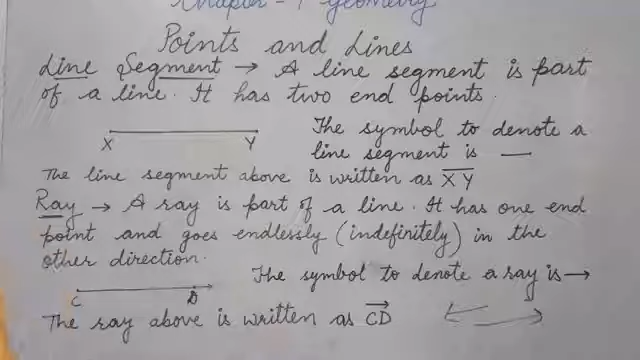 Chapter - 1 Geometry
Points and Lines
Line Segment → A line segment is part
of a line. It has two end points.
The symbol to denote a
X Y line segment is —
The line segment above is written as X̅Y̅
Ray → A ray is part of a line. It has one end
point and goes endlessly (indefinitely) in the
other direction.
The symbol to denote a ray is →
C D
The ray above is written as CD→